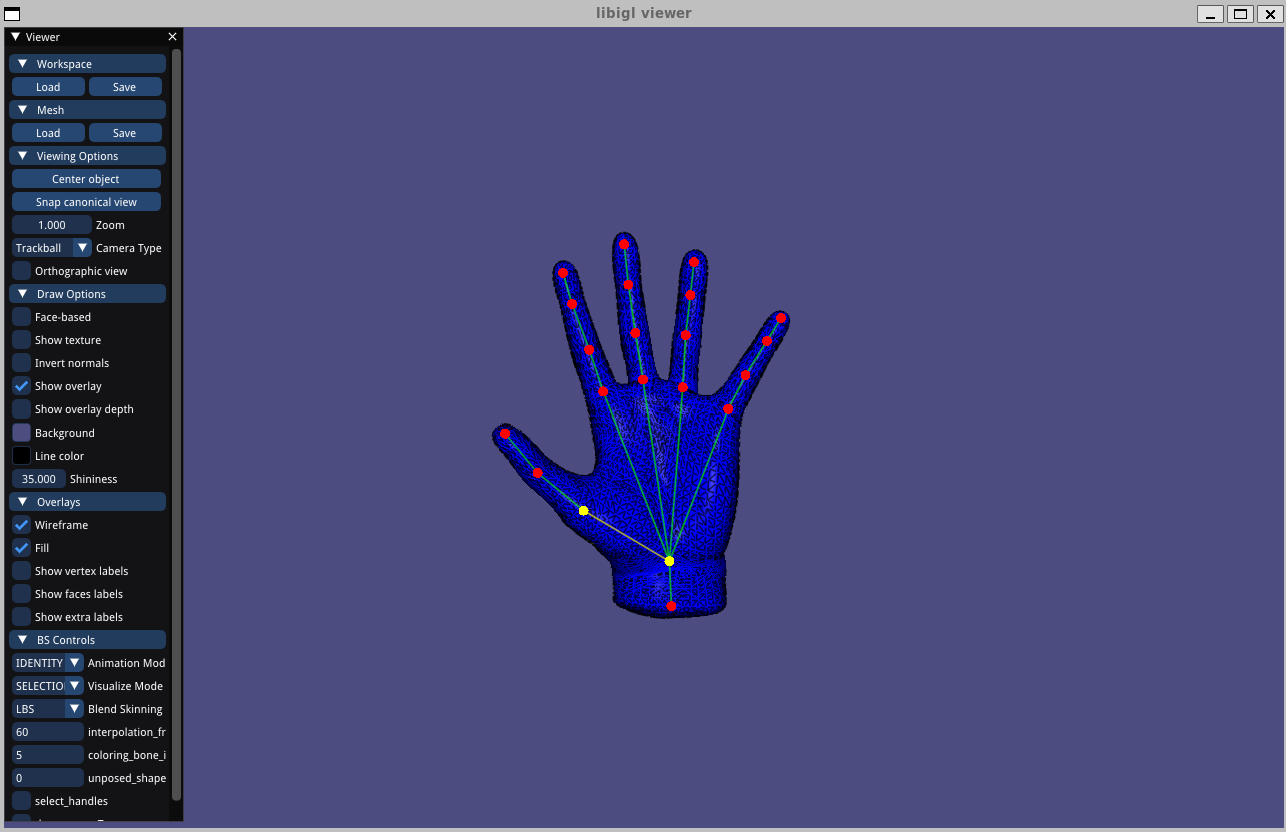 libigl viewer
Viewer
Workspace
Load Save
Mesh
Load Save
Viewing Options
Center object
Snap canonical view
1.000 Zoom
Trackball Camera Type
Orthographic view
Draw Options
Face-based
Show texture
Invert normals
Show overlay
Show overlay depth
Background
Line color
35.000 Shininess
Overlays
Wireframe
Fill
Show vertex labels
Show faces labels
Show extra labels
BS Controls
IDENTITY Animation Mod
SELECTIO Visualize Mode
LBS Blend Skinning
60 interpolation_fr
5 coloring_bone_i
0 unposed_shape
select_handles